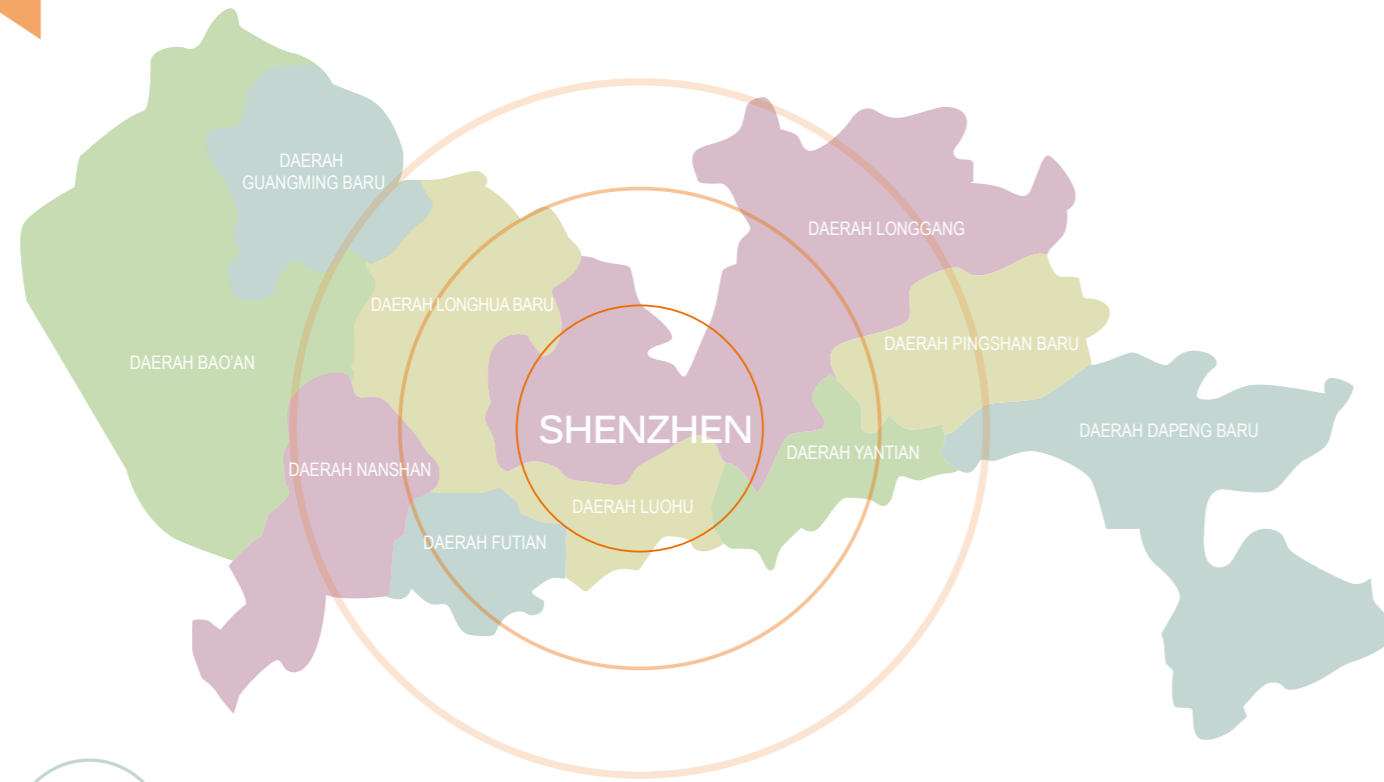 DAERAH
GUANGMING BARU
DAERAH LONGGANG
DAERAH LONGHUA BARU
DAERAH PINGSHAN BARU
DAERAH BAO'AN
SHENZHEN
DAERAH DAPENG BARU
DAERAH YANTIAN
DAERAH NANSHAN
DAERAH LUOHU
DAERAH FUTIAN